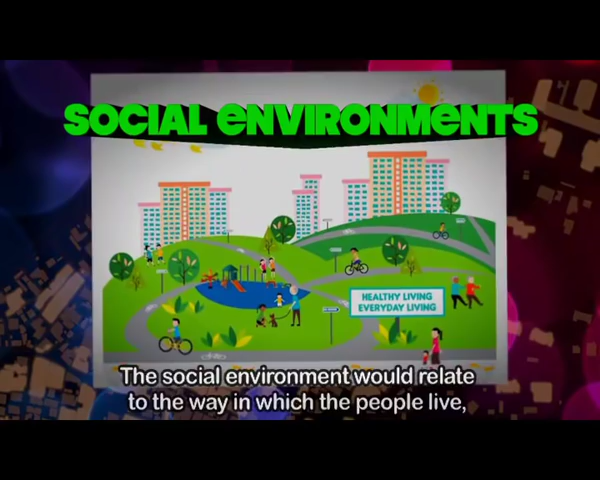 SOCIAL ENVIRONMENTS
HEALTHY LIVING
EVERYDAY LIVING
The social environment would relate
to the way in which the people live,